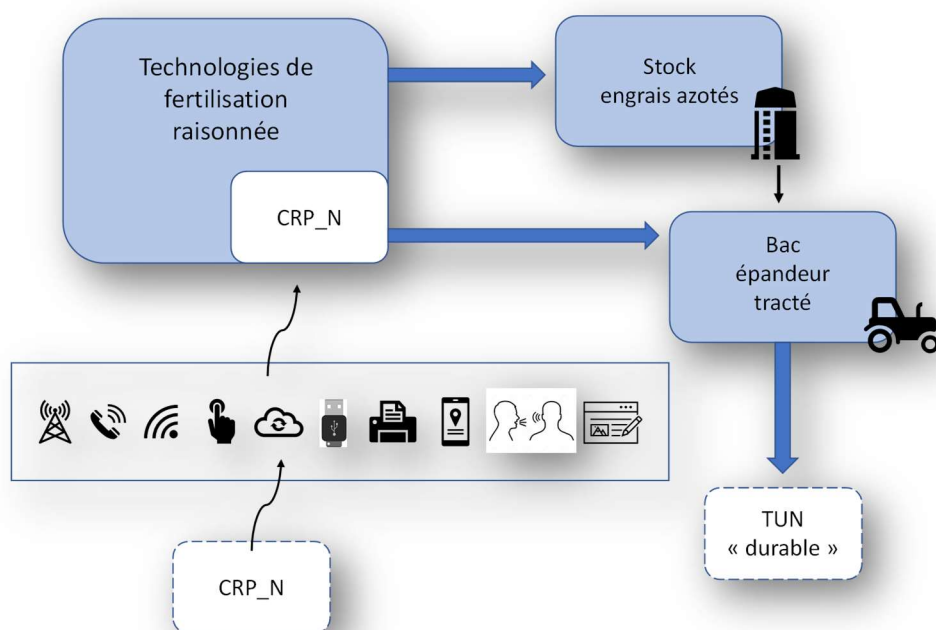 Technologies de
fertilisation
raisonnée
CRP_N
Stock
engrais azotés
Bac
épandeur
tracté
TUN
« durable »
CRP_N